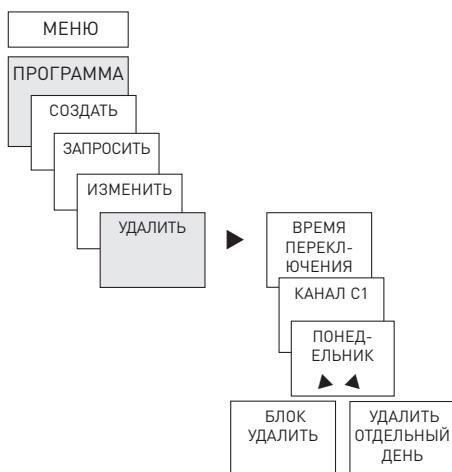 МЕНЮ
ПРОГРАММА
СОЗДАТЬ
ЗАПРОСИТЬ
ИЗМЕНИТЬ
УДАЛИТЬ
ВРЕМЯ
ПЕРЕКЛ-
ЮЧЕНИЯ
КАНАЛ C1
ПОНЕД-
ЕЛЬНИК
БЛОК
УДАЛИТЬ
УДАЛИТЬ
ОТДЕЛЬНЫЙ
ДЕНЬ